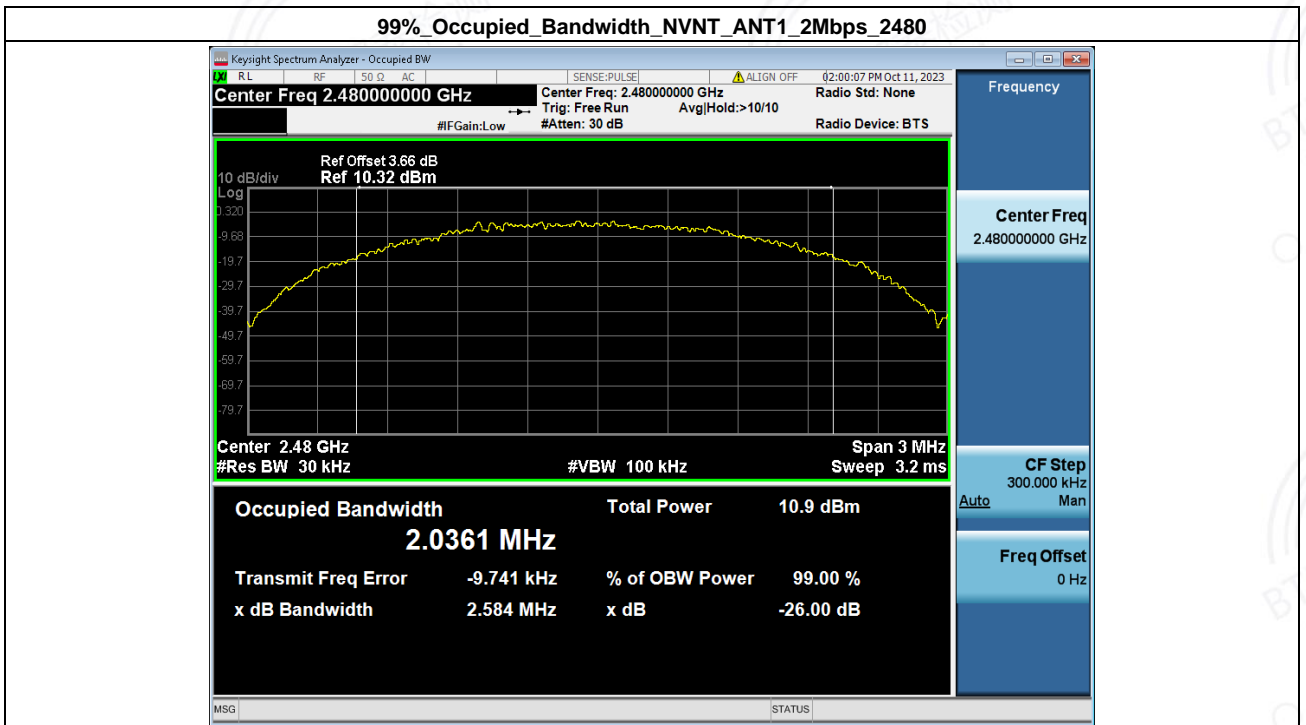 99%_Occupied_Bandwidth_NVNT_ANT1_2Mbps_2480
Keysight Spectrum Analyzer - Occupied BW
LXI RL RF 50 Ω AC SENSE:PULSE ALIGN OFF 02:00:07 PM Oct 11, 2023
Center Freq 2.480000000 GHz
Center Freq: 2.480000000 GHz Radio Std: None
Trig: Free Run Avg|Hold:>10/10
#IFGain:Low #Atten: 30 dB Radio Device: BTS
Frequency
Ref Offset 3.66 dB
10 dB/div Ref 10.32 dBm
Log
0.320
-9.68
-19.7
-29.7
-39.7
-49.7
-59.7
-69.7
-79.7
Center 2.48 GHz Span 3 MHz
#Res BW 30 kHz #VBW 100 kHz Sweep 3.2 ms
Center Freq
2.480000000 GHz
CF Step
300.000 kHz
Auto Man
Freq Offset
0 Hz
Occupied Bandwidth Total Power 10.9 dBm
2.0361 MHz
Transmit Freq Error -9.741 kHz % of OBW Power 99.00 %
x dB Bandwidth 2.584 MHz x dB -26.00 dB
MSG STATUS